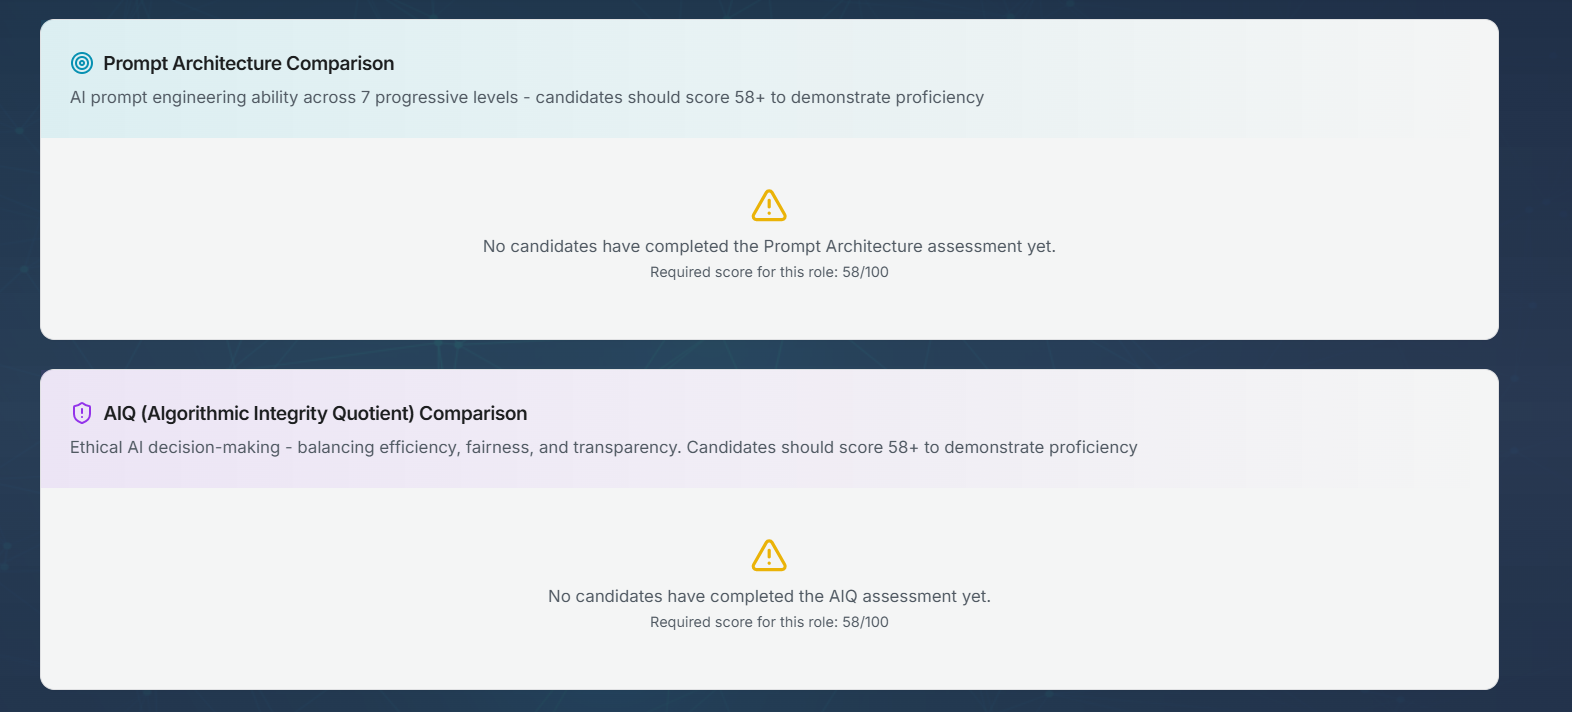 Prompt Architecture Comparison
AI prompt engineering ability across 7 progressive levels - candidates should score 58+ to demonstrate proficiency
No candidates have completed the Prompt Architecture assessment yet.
Required score for this role: 58/100
AIQ (Algorithmic Integrity Quotient) Comparison
Ethical AI decision-making - balancing efficiency, fairness, and transparency. Candidates should score 58+ to demonstrate proficiency
No candidates have completed the AIQ assessment yet.
Required score for this role: 58/100